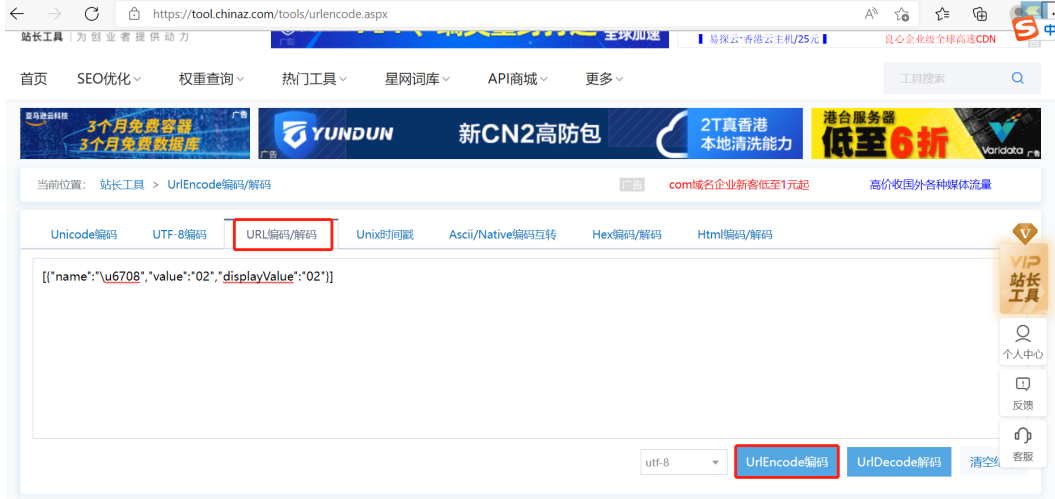 https://tool.chinaz.com/tools/urlencode.aspx
站长工具 | 为创业者提供动力
全球加速
广告
易探云·香港云主机/25元
良心企业级全球高速CDN
中
首页 SEO优化 权重查询 热门工具 星网词库 API商城 更多
工具搜索
亚马逊云科技
3个月免费容器
3个月免费数据库
广告
YUNDUN
新CN2高防包
2T真香港
本地清洗能力
广告
港台服务器
低至6折
Varidata
广告
当前位置: 站长工具 > UrlEncode编码/解码
广告
com域名企业新客低至1元起
高价收国外各种媒体流量
Unicode编码 UTF-8编码 URL编码/解码 Unix时间戳 Ascii/Native编码互转 Hex编码/解码 Html编码/解码
[{"name":"\u6708","value":"02","displayValue":"02"}]
V
VIP
站长
工具
个人中心
反馈
客服
utf-8
UrlEncode编码
UrlDecode解码
清空